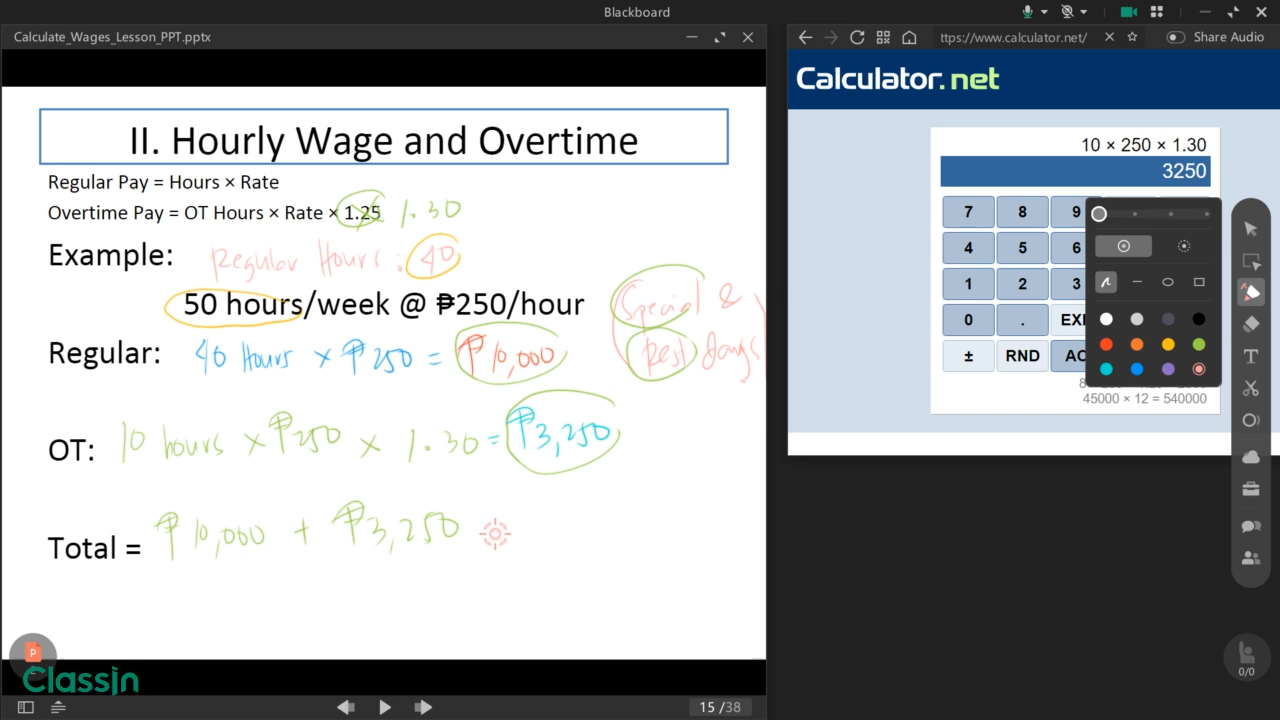 Blackboard
Calculate_Wages_Lesson_PPT.pptx
II. Hourly Wage and Overtime
Regular Pay = Hours × Rate
Overtime Pay = OT Hours × Rate × 1.25 1.30
Example: Regular Hours: 40
50 hours/week @ ₱250/hour
Special & Rest days
Regular: 40 hours × ₱250 = ₱10,000
OT: 10 hours × ₱250 × 1.30 = ₱3,250
Total = ₱10,000 + ₱3,250
ClassIn
15 /38
ttps://www.calculator.net/
Share Audio
Calculator.net
10 × 250 × 1.30
3250
7 8 9
4 5 6
1 2 3
0 . EX
± RND AC
45000 × 12 = 540000
T
0/0